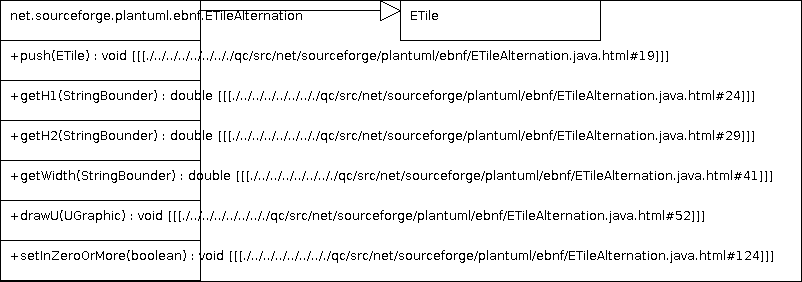 net.sourceforge.plantuml.ebnf.ETileAlternation
ETile
+push(ETile) : void [[[./../../../../../../../qc/src/net/sourceforge/plantuml/ebnf/ETileAlternation.java.html#19]]]
+getH1(StringBounder) : double [[[./../../../../../../../qc/src/net/sourceforge/plantuml/ebnf/ETileAlternation.java.html#24]]]
+getH2(StringBounder) : double [[[./../../../../../../../qc/src/net/sourceforge/plantuml/ebnf/ETileAlternation.java.html#29]]]
+getWidth(StringBounder) : double [[[./../../../../../../../qc/src/net/sourceforge/plantuml/ebnf/ETileAlternation.java.html#41]]]
+drawU(UGraphic) : void [[[./../../../../../../../qc/src/net/sourceforge/plantuml/ebnf/ETileAlternation.java.html#52]]]
+setInZeroOrMore(boolean) : void [[[./../../../../../../../qc/src/net/sourceforge/plantuml/ebnf/ETileAlternation.java.html#124]]]